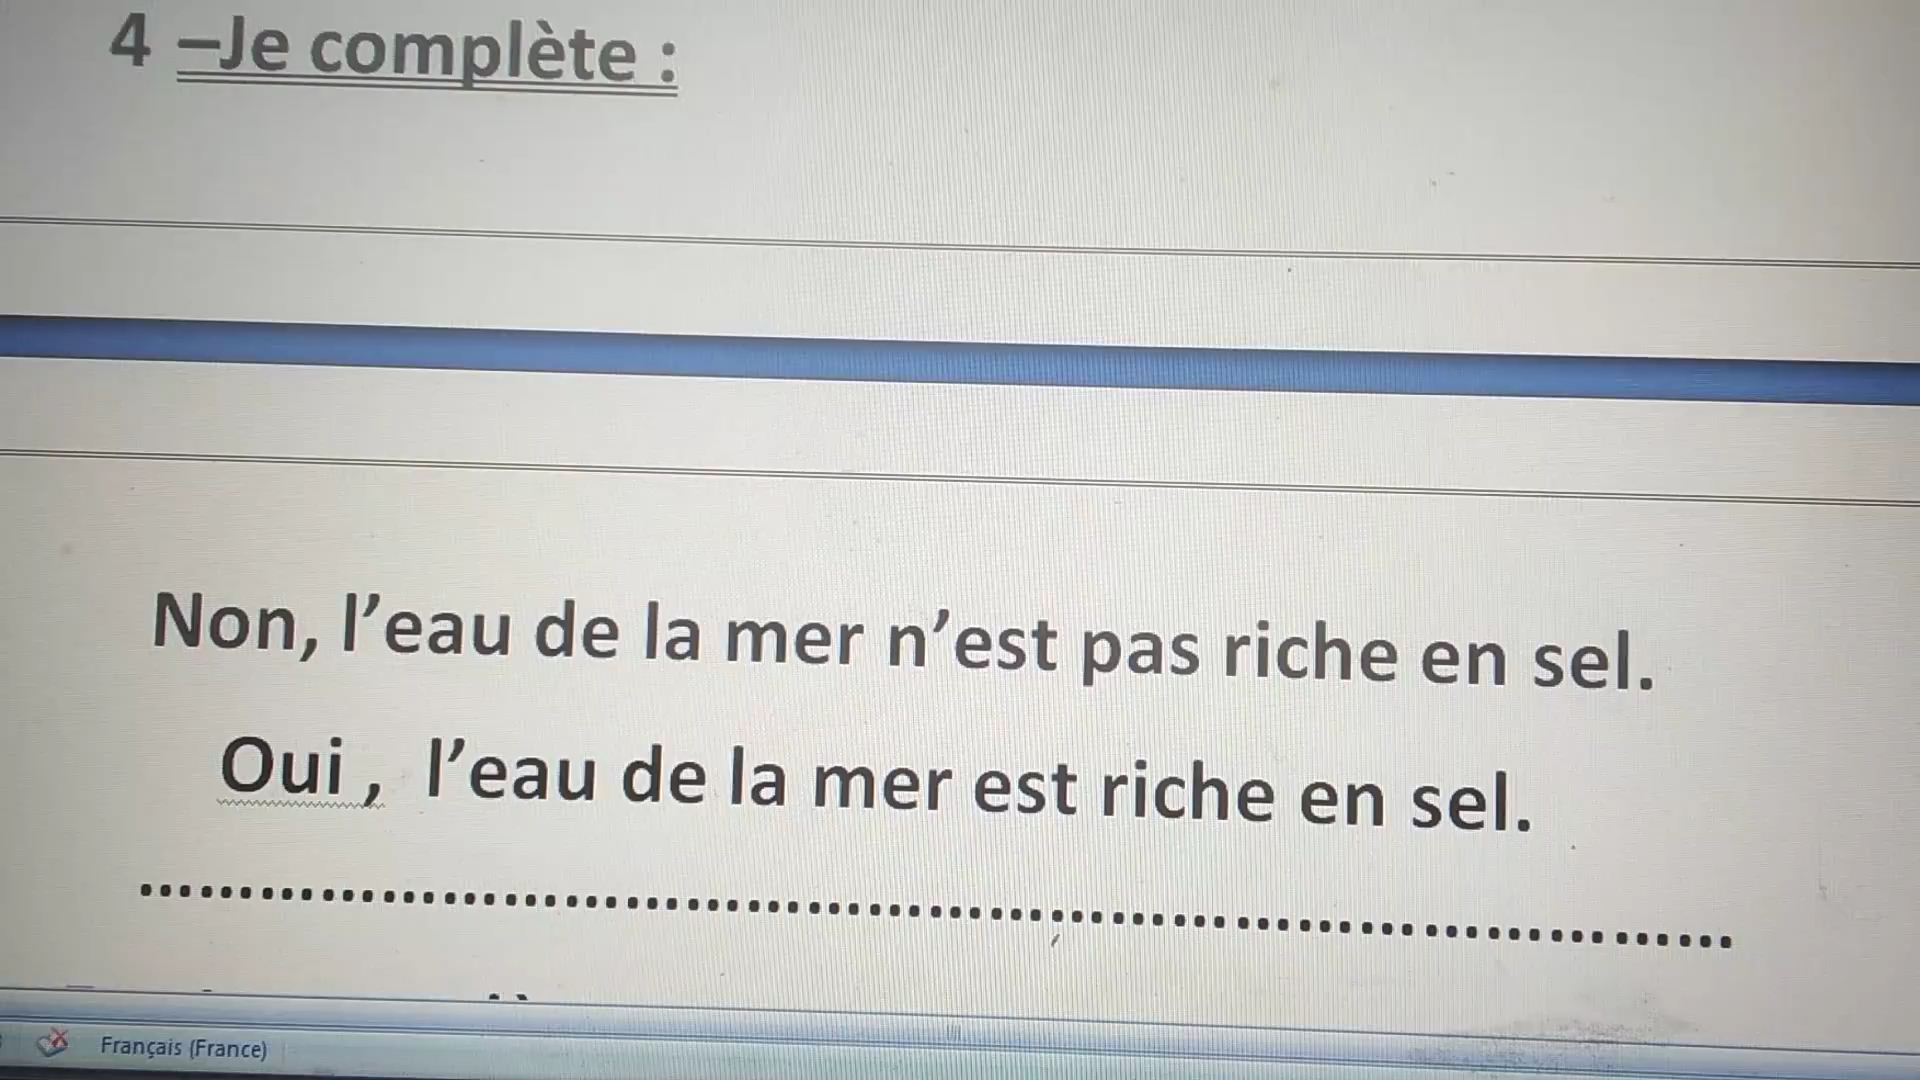 4 –Je complète :
Non, l’eau de la mer n’est pas riche en sel.
Oui , l’eau de la mer est riche en sel.
................................................................................
Français (France)